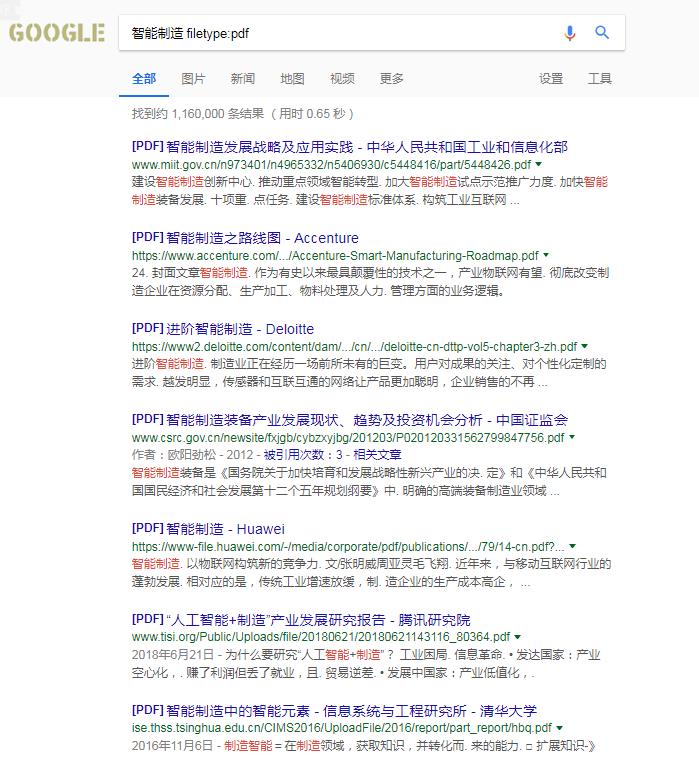 GOOGLE
智能制造 filetype:pdf
全部 图片 新闻 地图 视频 更多 设置 工具
找到约 1,160,000 条结果 （用时 0.65 秒）
[PDF] 智能制造发展战略及应用实践 - 中华人民共和国工业和信息化部
www.miit.gov.cn/n973401/n4965332/n5406930/c5448416/part/5448426.pdf
建设智能制造创新中心. 推动重点领域智能转型. 加大智能制造试点示范推广力度. 加快智能
制造装备发展. 十项重. 点任务. 建设智能制造标准体系. 构筑工业互联网 ...
[PDF] 智能制造之路线图 - Accenture
https://www.accenture.com/.../Accenture-Smart-Manufacturing-Roadmap.pdf
24. 封面文章智能制造. 作为有史以来最具颠覆性的技术之一，产业物联网有望. 彻底改变制
造企业在资源分配、生产加工、物料处理及人力. 管理方面的业务逻辑。
[PDF] 进阶智能制造 - Deloitte
https://www2.deloitte.com/content/dam/.../cn/.../deloitte-cn-dttp-vol5-chapter3-zh.pdf
进阶智能制造. 制造业正在经历一场前所未有的巨变。用户对成果的关注、对个性化定制的
需求. 越发明显，传感器和互联互通的网络让产品更加聪明，企业销售的不再 ...
[PDF] 智能制造装备产业发展现状、趋势及投资机会分析 - 中国证监会
www.csrc.gov.cn/newsite/fxjgb/cybzxyjbg/201203/P020120331562799847756.pdf
作者：欧阳劲松 - 2012 - 被引用次数：3 - 相关文章
智能制造装备是《国务院关于加快培育和发展战略性新兴产业的决. 定》和《中华人民共和
国国民经济和社会发展第十二个五年规划纲要》中. 明确的高端装备制造业领域 ...
[PDF] 智能制造 - Huawei
https://www-file.huawei.com/-/media/corporate/pdf/publications/.../79/14-cn.pdf?...
智能制造. 以物联网构筑新的竞争力. 文/张明威周亚灵毛飞翔. 近年来，与移动互联网行业的
蓬勃发展. 相对应的是，传统工业增速放缓，制. 造企业的生产成本高企， ...
[PDF] “人工智能+制造”产业发展研究报告 - 腾讯研究院
www.tisi.org/Public/Uploads/file/20180621/20180621143116_80364.pdf
2018年6月21日 - 为什么要研究“人工智能+制造”？ 工业困局. 信息革命. • 发达国家：产业
空心化，. 赚了利润但丢了就业，且. 贸易逆差. • 发展中国家：产业低值化，.
[PDF] 智能制造中的智能元素 - 信息系统与工程研究所 - 清华大学
ise.thss.tsinghua.edu.cn/CIMS2016/UploadFile/2016/report/part_report/hbq.pdf
2016年11月6日 - 制造智能 = 在制造领域，获取知识，并转化而. 来的能力. □ 扩展知识-》